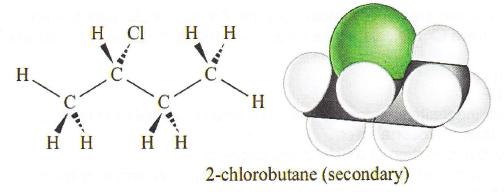 H Cl H H
H C C
C C H
H H H H
2-chlorobutane (secondary)